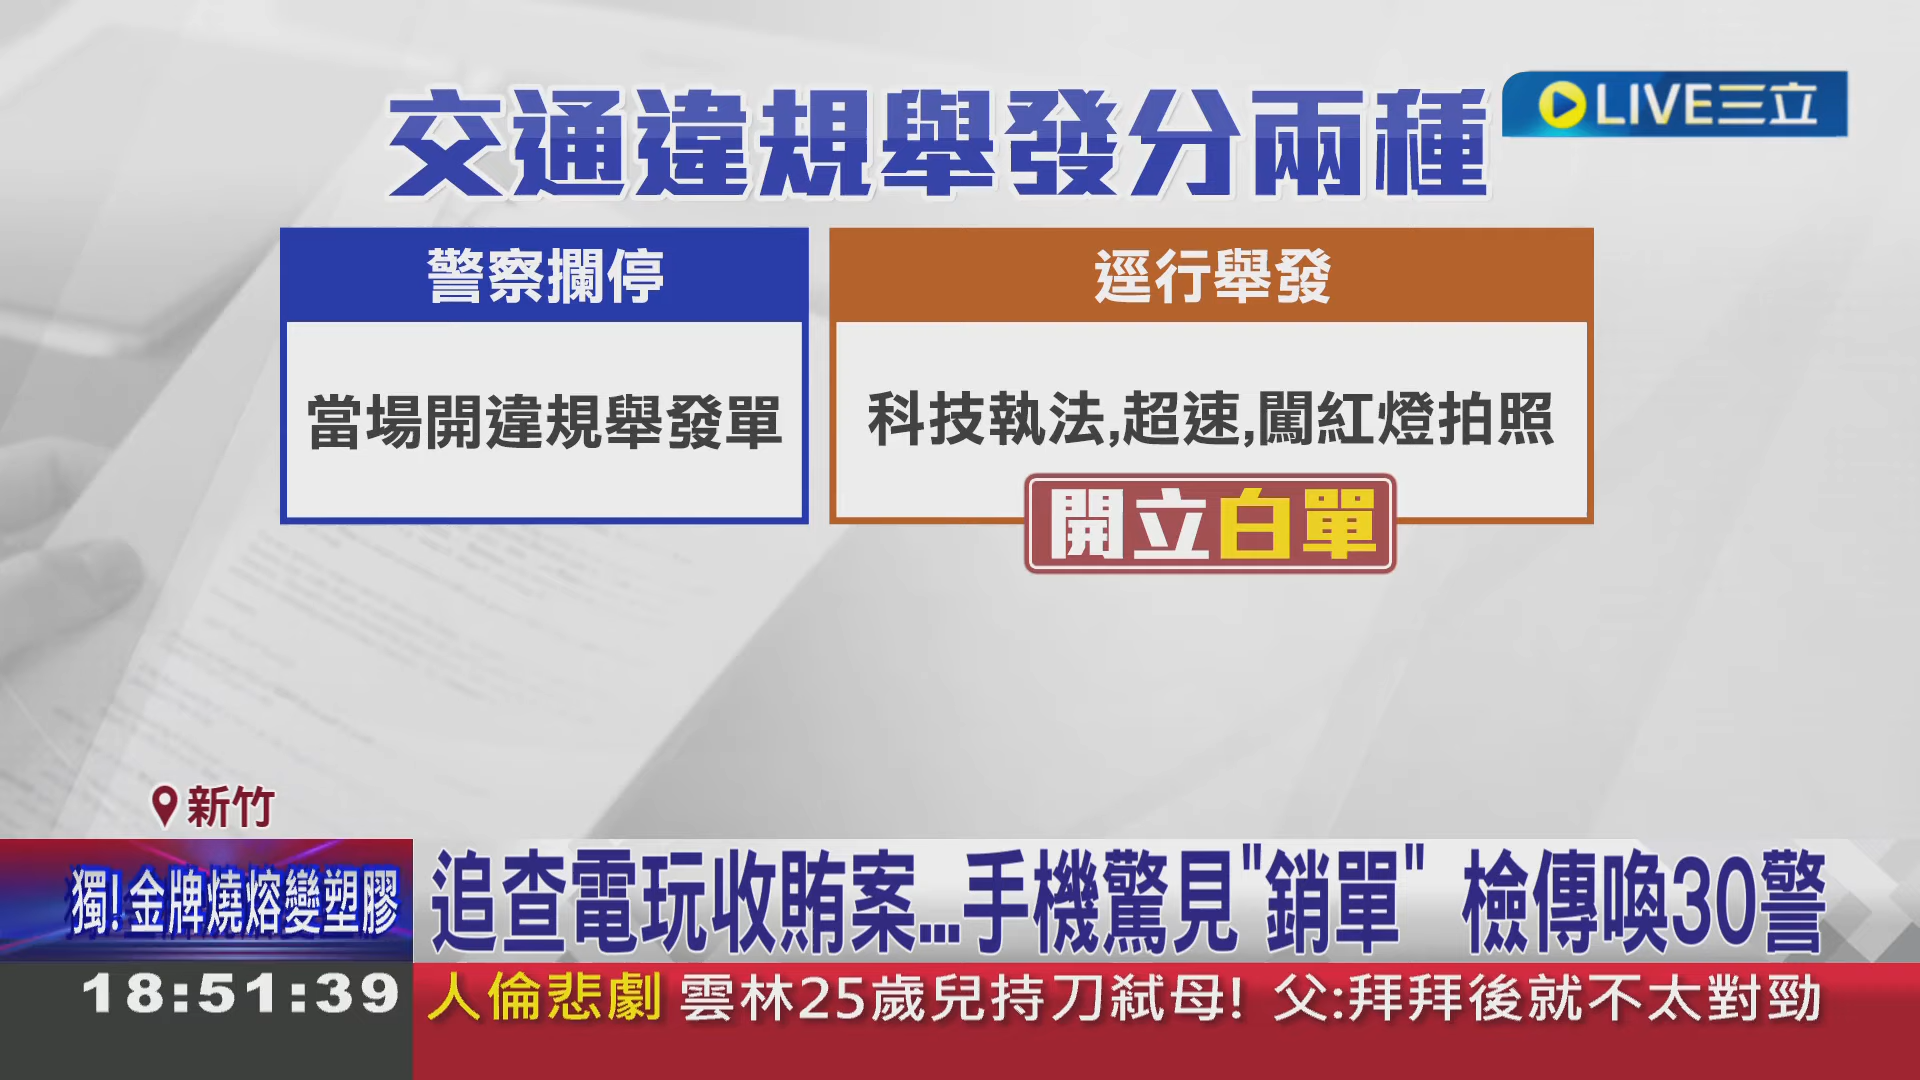 交通違規舉發分兩種
LIVE三立
警察攔停
逕行舉發
當場開違規舉發單
科技執法,超速,闖紅燈拍照
開立白單
新竹
獨!金牌燒熔變塑膠
追查電玩收賄案...手機驚見"銷單" 檢傳喚30警
18:51:39
人倫悲劇 雲林25歲兒持刀弒母! 父:拜拜後就不太對勁